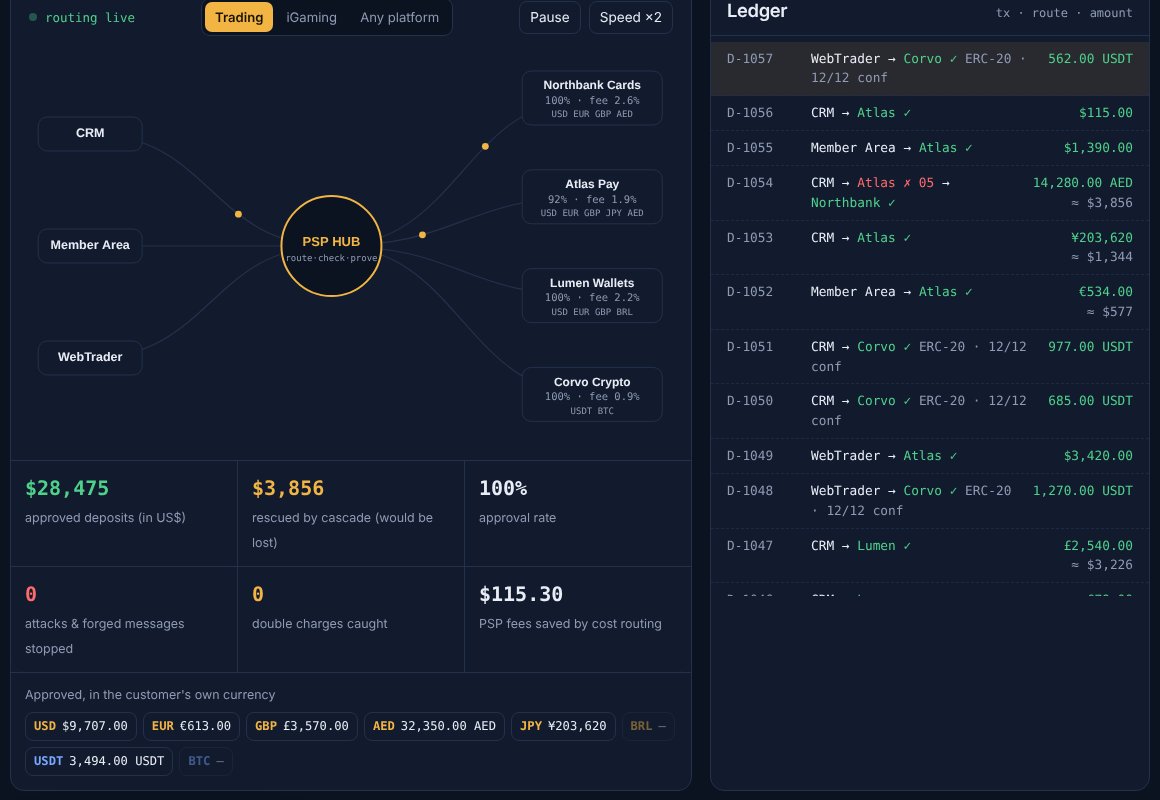 routing live
Trading
iGaming
Any platform
Pause
Speed ×2
CRM
Member Area
WebTrader
PSP HUB
route·check·prove
Northbank Cards
100% · fee 2.6%
USD EUR GBP AED
Atlas Pay
92% · fee 1.9%
USD EUR GBP JPY AED
Lumen Wallets
100% · fee 2.2%
USD EUR GBP BRL
Corvo Crypto
100% · fee 0.9%
USDT BTC
$28,475
approved deposits (in US$)
$3,856
rescued by cascade (would be
lost)
100%
approval rate
0
attacks & forged messages
stopped
0
double charges caught
$115.30
PSP fees saved by cost routing
Approved, in the customer's own currency
USD $9,707.00
EUR €613.00
GBP £3,570.00
AED 32,350.00 AED
JPY ¥203,620
BRL —
USDT 3,494.00 USDT
BTC —
Ledger
tx · route · amount
D-1057 WebTrader → Corvo ✓ ERC-20 · 562.00 USDT
12/12 conf
D-1056 CRM → Atlas ✓ $115.00
D-1055 Member Area → Atlas ✓ $1,390.00
D-1054 CRM → Atlas ✗ 05 → 14,280.00 AED
Northbank ✓ ≈ $3,856
D-1053 CRM → Atlas ✓ ¥203,620
≈ $1,344
D-1052 Member Area → Atlas ✓ €534.00
≈ $577
D-1051 CRM → Corvo ✓ ERC-20 · 12/12 977.00 USDT
conf
D-1050 CRM → Corvo ✓ ERC-20 · 12/12 685.00 USDT
conf
D-1049 WebTrader → Atlas ✓ $3,420.00
D-1048 WebTrader → Corvo ✓ ERC-20 1,270.00 USDT
· 12/12 conf
D-1047 CRM → Lumen ✓ £2,540.00
≈ $3,226